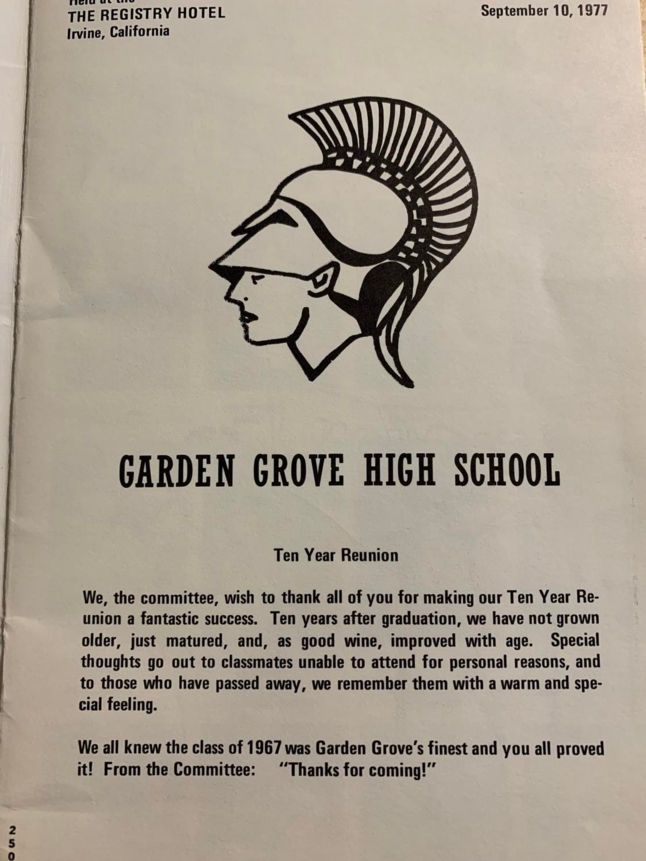 Held at the
THE REGISTRY HOTEL
September 10, 1977
Irvine, California
GARDEN GROVE HIGH SCHOOL
Ten Year Reunion
We, the committee, wish to thank all of you for making our Ten Year Re-
union a fantastic success. Ten years after graduation, we have not grown
older, just matured, and, as good wine, improved with age. Special
thoughts go out to classmates unable to attend for personal reasons, and
to those who have passed away, we remember them with a warm and spe-
cial feeling.
We all knew the class of 1967 was Garden Grove's finest and you all proved
it! From the Committee: "Thanks for coming!"
2
5
0